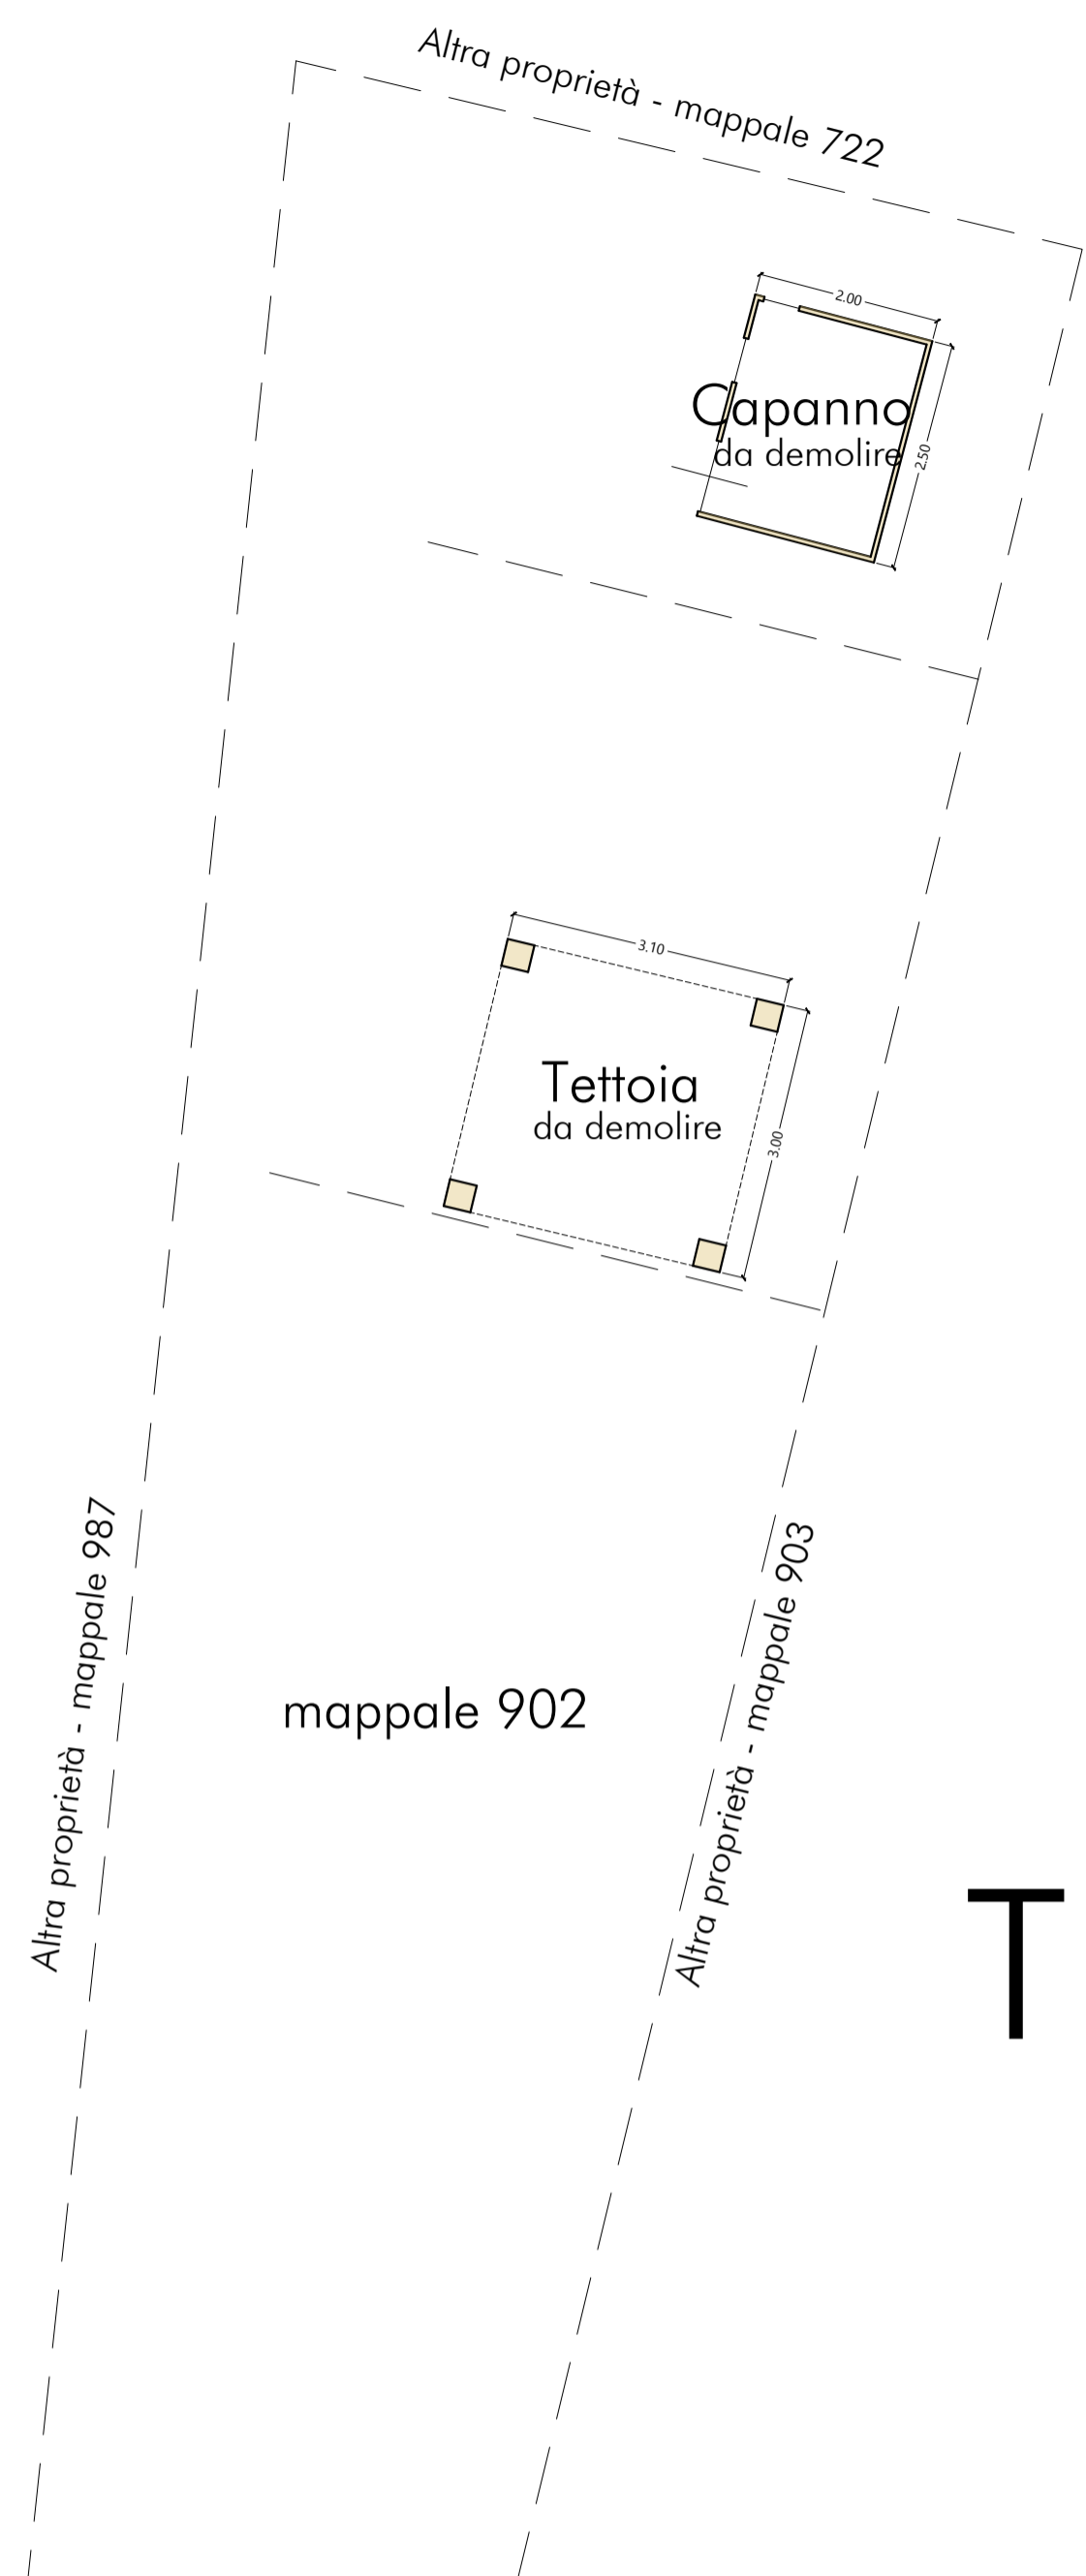 Altra proprietà - mappale 722
2.00
Capanno
da demolire
2.50
3.10
Tettoia
da demolire
3.00
Altra proprietà - mappale 987
Altra proprietà - mappale 903
mappale 902
T